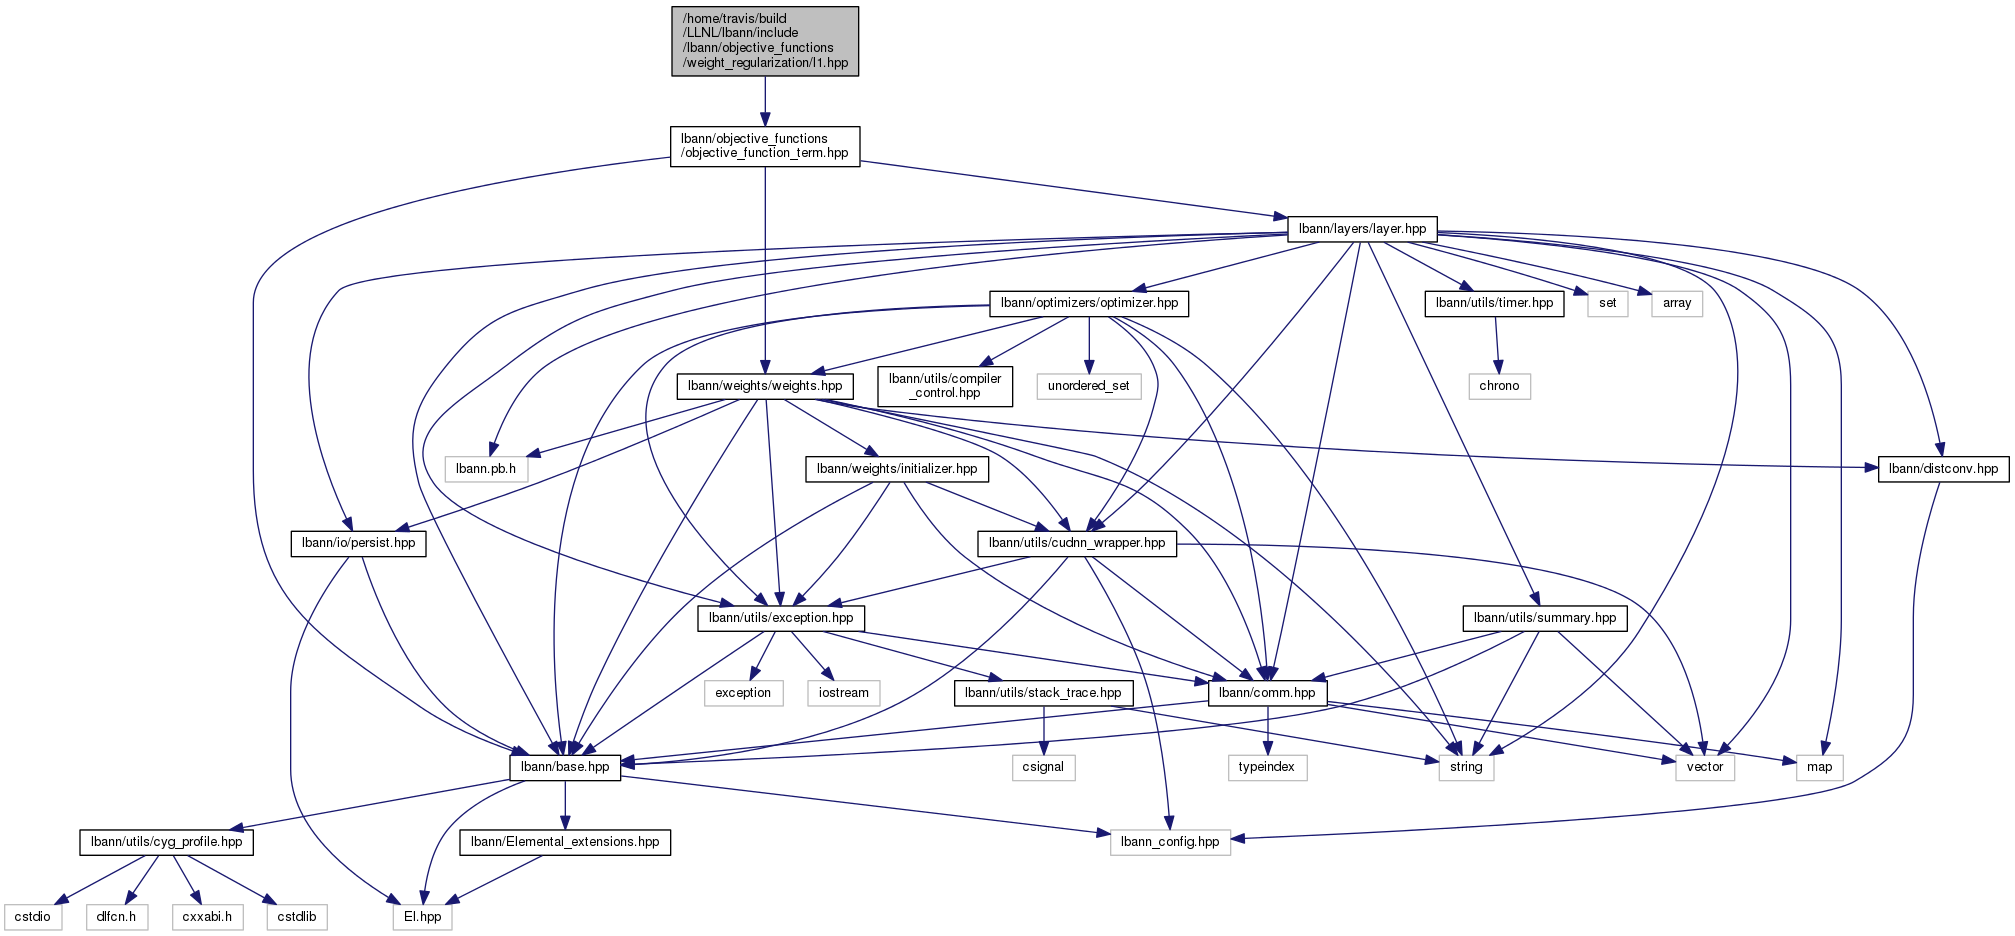 /home/travis/build
/LLNL/lbann/include
/lbann/objective_functions
/weight_regularization/l1.hpp
lbann/objective_functions
/objective_function_term.hpp
lbann/layers/layer.hpp
lbann/optimizers/optimizer.hpp
lbann/utils/timer.hpp
set
array
lbann/weights/weights.hpp
lbann/utils/compiler
_control.hpp
unordered_set
chrono
lbann.pb.h
lbann/weights/initializer.hpp
lbann/distconv.hpp
lbann/io/persist.hpp
lbann/utils/cudnn_wrapper.hpp
lbann/utils/exception.hpp
lbann/utils/summary.hpp
exception
iostream
lbann/utils/stack_trace.hpp
lbann/comm.hpp
lbann/base.hpp
csignal
typeindex
string
vector
map
lbann/utils/cyg_profile.hpp
lbann/Elemental_extensions.hpp
lbann_config.hpp
cstdio
dlfcn.h
cxxabi.h
cstdlib
El.hpp